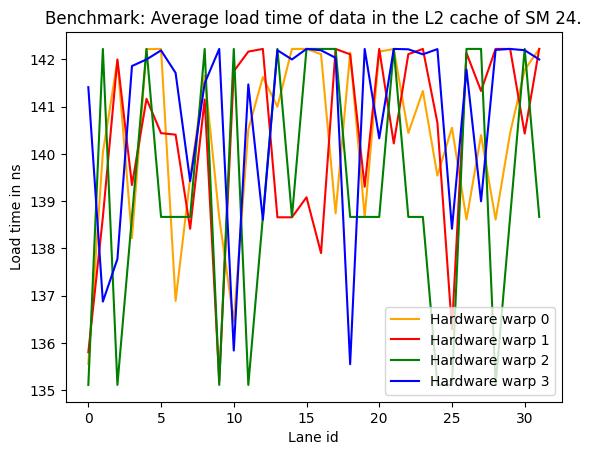 Benchmark: Average load time of data in the L2 cache of SM 24.
142
141
140
139
138
137
136
135
Load time in ns
Hardware warp 0
Hardware warp 1
Hardware warp 2
Hardware warp 3
0 5 10 15 20 25 30
Lane id